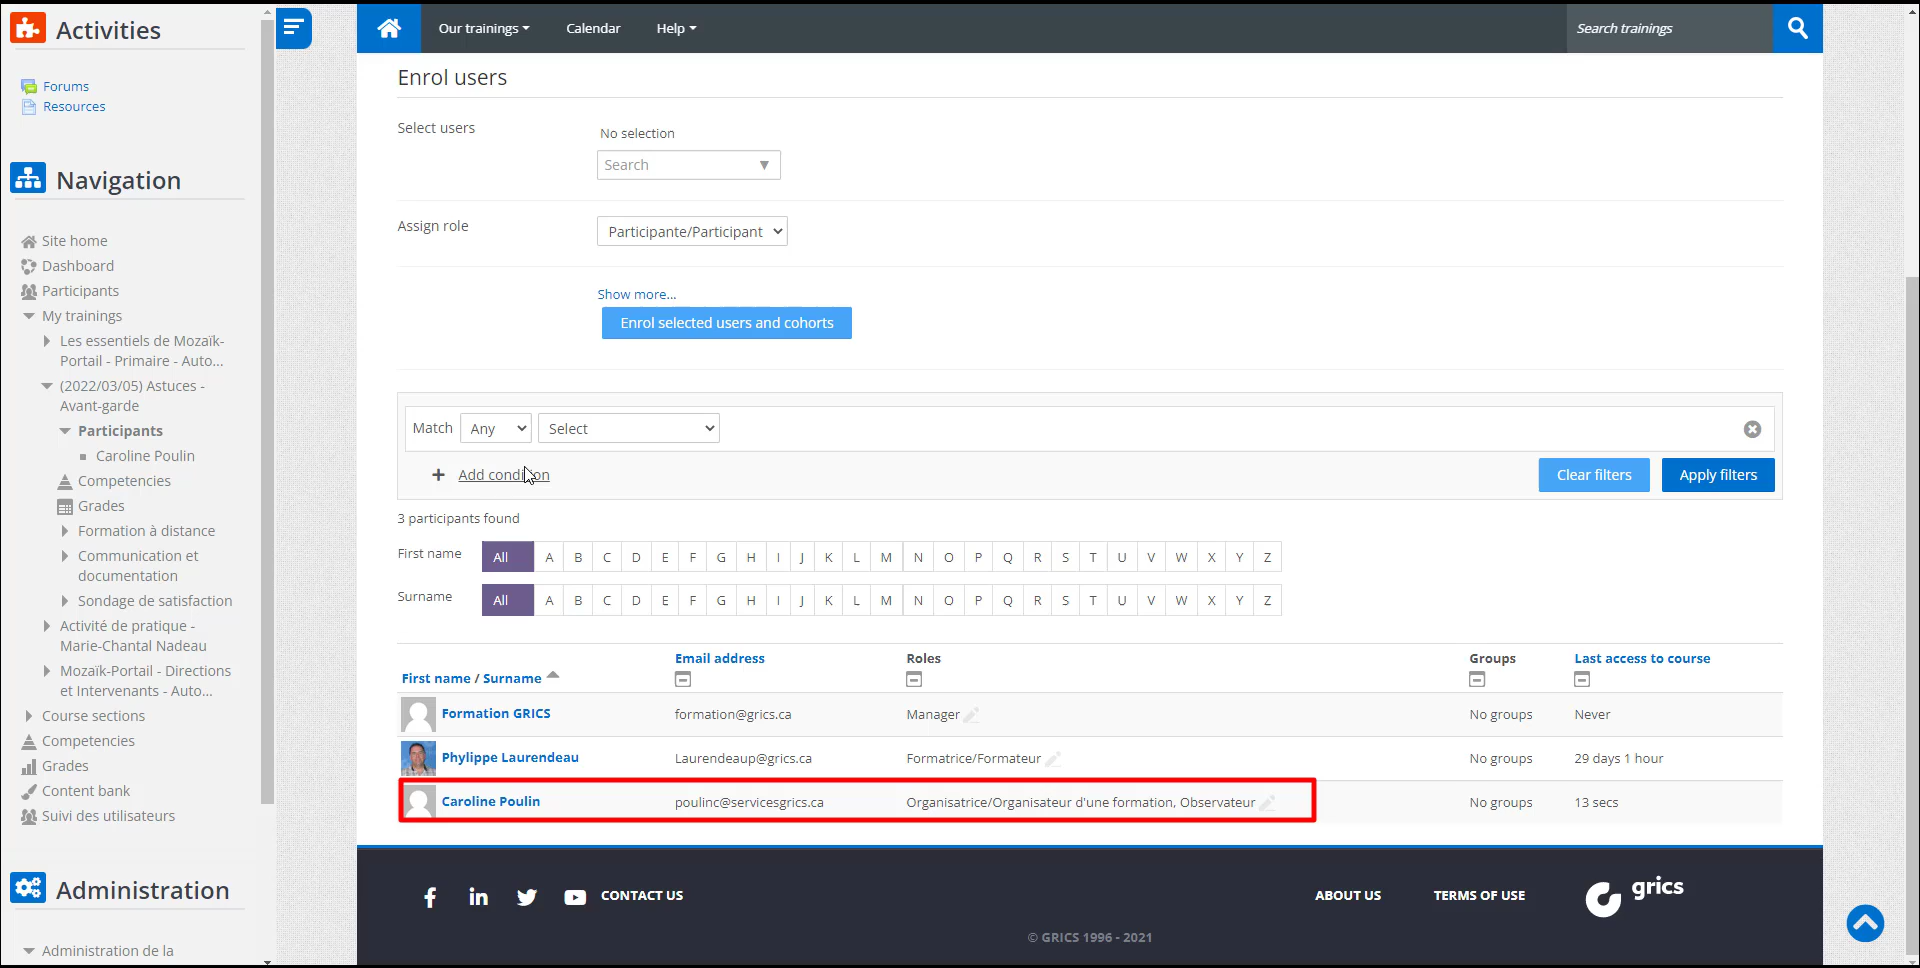 Activities
Forums
Resources
Navigation
Site home
Dashboard
Participants
My trainings
Les essentiels de Mozaïk-
Portail - Primaire - Auto...
(2022/03/05) Astuces -
Avant-garde
Participants
Caroline Poulin
Competencies
Grades
Formation à distance
Communication et
documentation
Sondage de satisfaction
Activité de pratique -
Marie-Chantal Nadeau
Mozaïk-Portail - Directions
et Intervenants - Auto...
Course sections
Competencies
Grades
Content bank
Suivi des utilisateurs
Administration
Administration de la
Our trainings Calendar Help Search trainings
Enrol users
Select users No selection
Search
Assign role Participante/Participant
Show more...
Enrol selected users and cohorts
Match Any Select
+ Add condition Clear filters Apply filters
3 participants found
First name All A B C D E F G H I J K L M N O P Q R S T U V W X Y Z
Surname All A B C D E F G H I J K L M N O P Q R S T U V W X Y Z
First name / Surname Email address Roles Groups Last access to course
Formation GRICS formation@grics.ca Manager No groups Never
Phylippe Laurendeau Laurendeaup@grics.ca Formatrice/Formateur No groups 29 days 1 hour
Caroline Poulin poulinc@servicesgrics.ca Organisatrice/Organisateur d'une formation, Observateur No groups 13 secs
CONTACT US ABOUT US TERMS OF USE grics
© GRICS 1996 - 2021